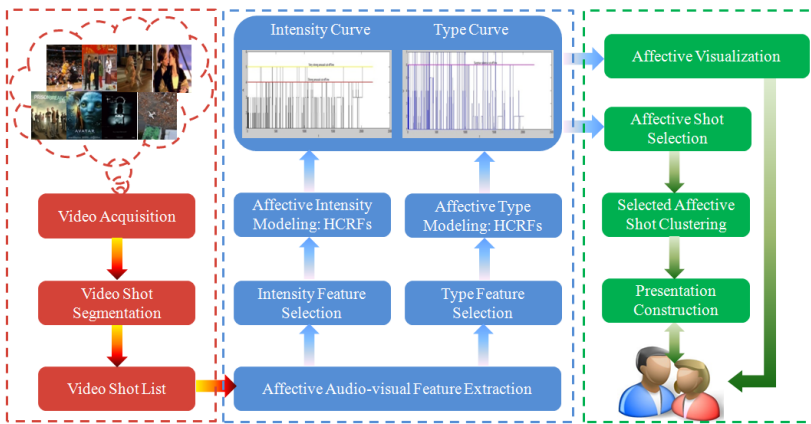 Video Acquisition
Video Shot
Segmentation
Video Shot List
Intensity Curve
Type Curve
Affective Intensity
Modeling: HCRFs
Affective Type
Modeling: HCRFs
Intensity Feature
Selection
Type Feature
Selection
Affective Audio-visual Feature Extraction
Affective Visualization
Affective Shot
Selection
Selected Affective
Shot Clustering
Presentation
Construction
AVATAR